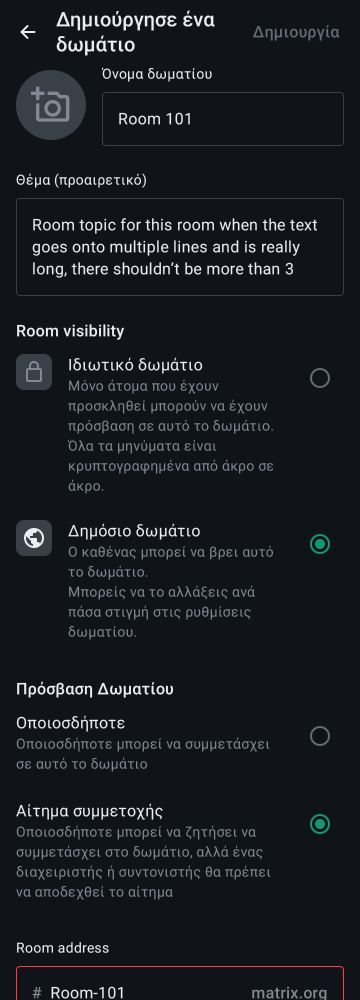 Δημιούργησε ένα
δωμάτιο
Δημιουργία
Όνομα δωματίου
Room 101
Θέμα (προαιρετικό)
Room topic for this room when the text
goes onto multiple lines and is really
long, there shouldn’t be more than 3
Room visibility
Ιδιωτικό δωμάτιο
Μόνο άτομα που έχουν
προσκληθεί μπορούν να έχουν
πρόσβαση σε αυτό το δωμάτιο.
Όλα τα μηνύματα είναι
κρυπτογραφημένα από άκρο σε
άκρο.
Δημόσιο δωμάτιο
Ο καθένας μπορεί να βρει αυτό
το δωμάτιο.
Μπορείς να το αλλάξεις ανά
πάσα στιγμή στις ρυθμίσεις
δωματίου.
Πρόσβαση Δωματίου
Οποιοσδήποτε
Οποιοσδήποτε μπορεί να συμμετάσχει
σε αυτό το δωμάτιο
Αίτημα συμμετοχής
Οποιοσδήποτε μπορεί να ζητήσει να
συμμετάσχει στο δωμάτιο, αλλά ένας
διαχειριστής ή συντονιστής θα πρέπει
να αποδεχθεί το αίτημα
Room address
# Room-101 matrix.org